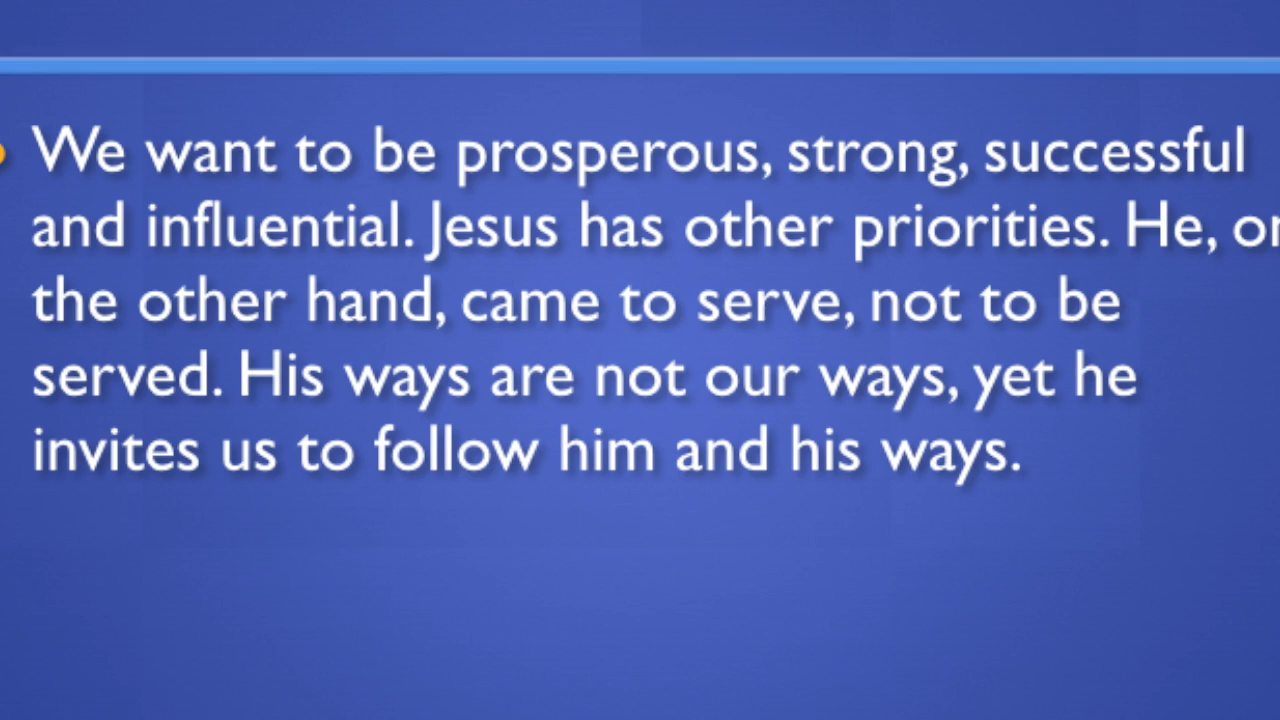 We want to be prosperous, strong, successful
and influential. Jesus has other priorities. He,
the other hand, came to serve, not to be
served. His ways are not our ways, yet he
invites us to follow him and his ways.